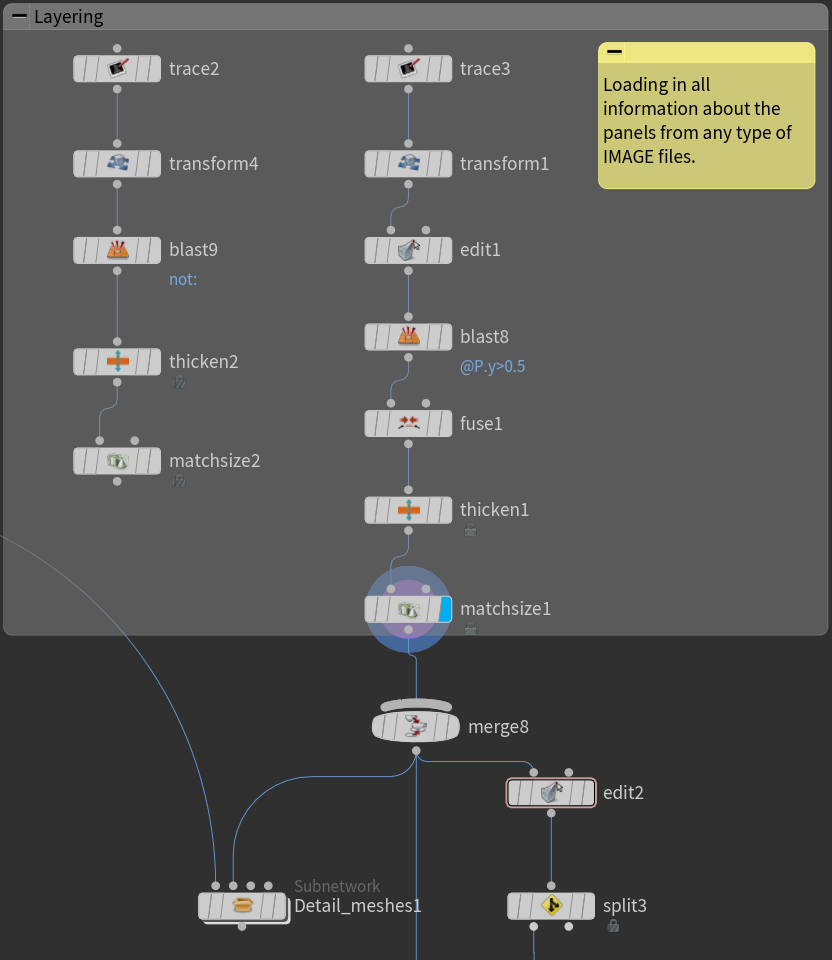 Layering
trace2
trace3
Loading in all
information about the
panels from any type of
IMAGE files.
transform4
transform1
blast9
not:
edit1
blast8
@P.y>0.5
thicken2
fuse1
matchsize2
thicken1
matchsize1
merge8
edit2
Subnetwork
Detail_meshes1
split3